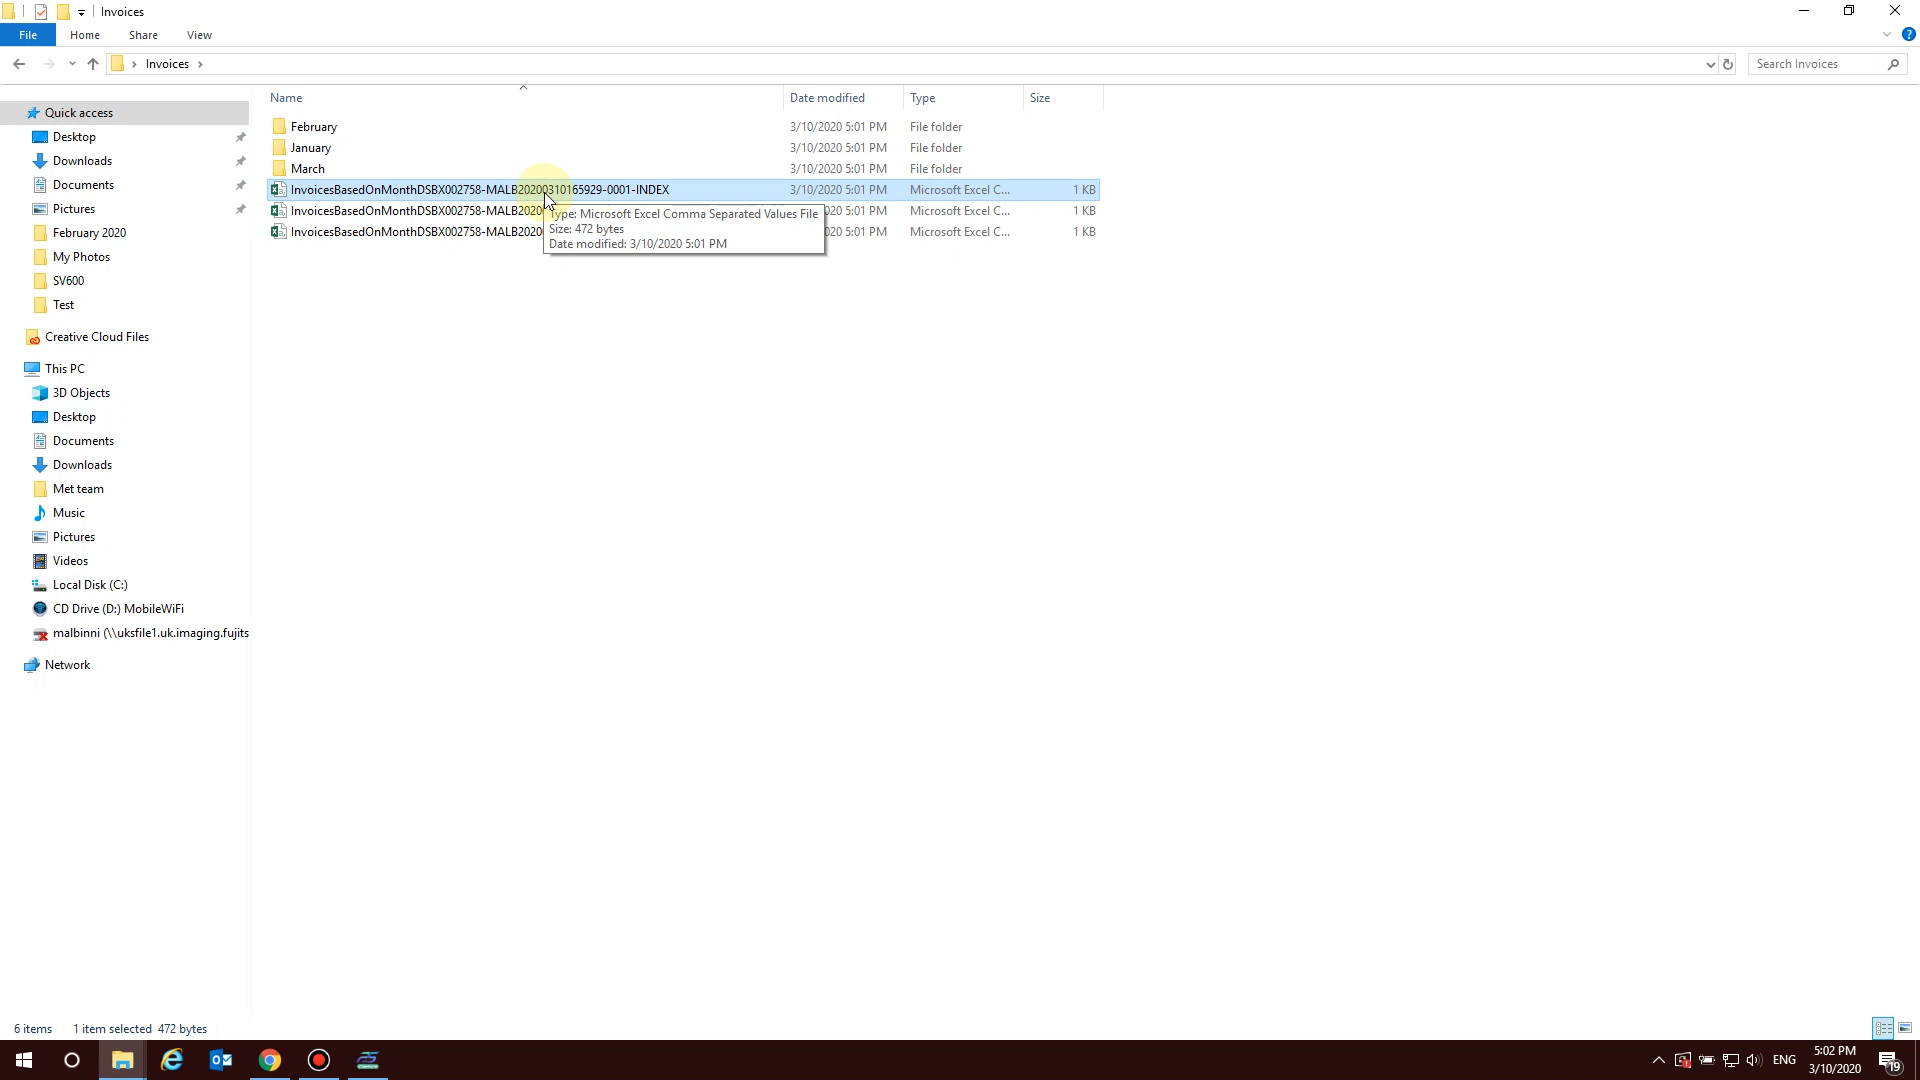 Invoices
File Home Share View
Invoices
Search Invoices
Name Date modified Type Size
Quick access
Desktop
Downloads
Documents
Pictures
February 2020
My Photos
SV600
Test
Creative Cloud Files
This PC
3D Objects
Desktop
Documents
Downloads
Met team
Music
Pictures
Videos
Local Disk (C:)
CD Drive (D:) MobileWiFi
malbinni (\\uksfile1.uk.imaging.fujits
Network
February 3/10/2020 5:01 PM File folder
January 3/10/2020 5:01 PM File folder
March 3/10/2020 5:01 PM File folder
InvoicesBasedOnMonthDSBX002758-MALB20200310165929-0001-INDEX 3/10/2020 5:01 PM Microsoft Excel C... 1 KB
InvoicesBasedOnMonthDSBX002758-MALB2020 020 5:01 PM Microsoft Excel C... 1 KB
InvoicesBasedOnMonthDSBX002758-MALB2020 020 5:01 PM Microsoft Excel C... 1 KB
Type: Microsoft Excel Comma Separated Values File
Size: 472 bytes
Date modified: 3/10/2020 5:01 PM
6 items 1 item selected 472 bytes
ENG
5:02 PM
3/10/2020
19